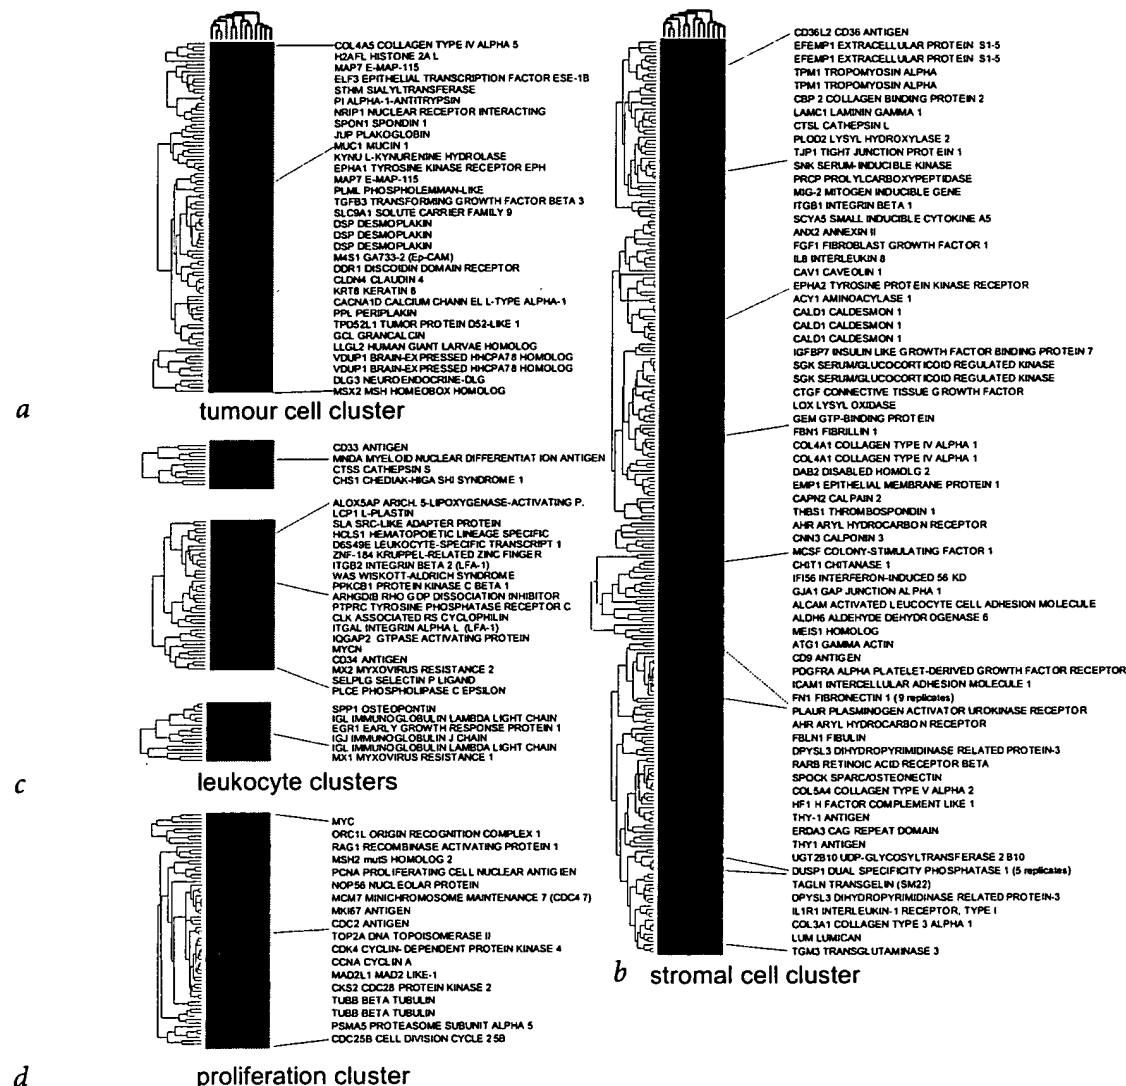 COL4A5 COLLAGEN TYPE IV ALPHA 5
H2AFL HISTONE 2A L
MAP7 E-MAP-115
ELF3 EPITHELIAL TRANSCRIPTION FACTOR ESE-1B
STHM SIALYLTRANSFERASE
PI ALPHA-1-ANTITRYPSIN
NRIP1 NUCLEAR RECEPTOR INTERACTING
SPON1 SPONDIN 1
JUP PLAKOGLOBIN
MUC1 MUCIN 1
KYNU L-KYNURENINE HYDROLASE
EPHA1 TYROSINE KINASE RECEPTOR EPH
MAP7 E-MAP-115
PLML PHOSPHOLEMMAN-LIKE
TGFB3 TRANSFORMING GROWTH FACTOR BETA 3
SLC9A1 SOLUTE CARRIER FAMILY 9
DSP DESMOPLAKIN
DSP DESMOPLAKIN
DSP DESMOPLAKIN
M4S1 GA733-2 (Ep-CAM)
DDR1 DISCOIDIN DOMAIN RECEPTOR
CLDN4 CLAUDIN 4
KRT8 KERATIN 8
CACNA1D CALCIUM CHANN EL L-TYPE ALPHA-1
PPL PERIPLAKIN
TPD52L1 TUMOR PROTEIN D52-LIKE 1
GCL GRANCALCIN
LLGL2 HUMAN GIANT LARVAE HOMOLOG
VDUP1 BRAIN-EXPRESSED HHCPA78 HOMOLOG
VDUP1 BRAIN-EXPRESSED HHCPA78 HOMOLOG
DLG3 NEUROENDOCRINE-DLG
MSX2 MSH HOMEOBOX HOMOLOG
a tumour cell cluster
CD33 ANTIGEN
MNDA MYELOID NUCLEAR DIFFERENTIAT ION ANTIGEN
CTSS CATHEPSIN S
CHS1 CHEDIAK-HIGA SHI SYNDROME 1
ALOX5AP ARICH. 5-LIPOXYGENASE-ACTIVATING P.
LCP1 L-PLASTIN
SLA SRC-LIKE ADAPTER PROTEIN
HCLS1 HEMATOPOIETIC LINEAGE SPECIFIC
D6S49E LEUKOCYTE-SPECIFIC TRANSCRIPT 1
ZNF-184 KRUPPEL-RELATED ZINC FINGER
ITGB2 INTEGRIN BETA 2 (LFA-1)
WAS WISKOTT-ALDRICH SYNDROME
PPKCB1 PROTEIN KINASE C BETA 1
ARHGDIB RHO GDP DISSOCIATION INHIBITOR
PTPRC TYROSINE PHOSPHATASE RECEPTOR C
CLK ASSOCIATED RS CYCLOPHILIN
ITGAL INTEGRIN ALPHA L (LFA-1)
IQGAP2 GTPASE ACTIVATING PROTEIN
MYCN
CD34 ANTIGEN
MX2 MYXOVIRUS RESISTANCE 2
SELPLG SELECTIN P LIGAND
PLCE PHOSPHOLIPASE C EPSILON
SPP1 OSTEOPONTIN
IGL IMMUNOGLOBULIN LAMBDA LIGHT CHAIN
EGR1 EARLY GROWTH RESPONSE PROTEIN 1
IGJ IMMUNOGLOBULIN J CHAIN
IGL IMMUNOGLOBULIN LAMBDA LIGHT CHAIN
MX1 MYXOVIRUS RESISTANCE 1
c leukocyte clusters
MYC
ORC1L ORIGIN RECOGNITION COMPLEX 1
RAG1 RECOMBINASE ACTIVATING PROTEIN 1
MSH2 mutS HOMOLOG 2
PCNA PROLIFERATING CELL NUCLEAR ANTIGIEN
NOP56 NUCLEOLAR PROTEIN
MCM7 MINICHROMOSOME MAINTENANCE 7 (CDC4 7)
MKI67 ANTIGEN
CDC2 ANTIGEN
TOP2A DNA TOPOISOMERASE II
CDK4 CYCLIN- DEPENDENT PROTEIN KINASE 4
CCNA CYCLIN A
MAD2L1 MAD2 LIKE-1
CKS2 CDC28 PROTEIN KINASE 2
TUBB BETA TUBULIN
TUBB BETA TUBULIN
PSMA5 PROTEASOME SUBUNIT ALPHA 5
CDC25B CELL DIVISION CYCLE 25B
d proliferation cluster
CD36L2 CD36 ANTIGEN
EFEMP1 EXTRACELLULAR PROTEIN S1-5
EFEMP1 EXTRACELLULAR PROTEIN S1-5
TPM1 TROPOMYOSIN ALPHA
TPM1 TROPOMYOSIN ALPHA
CBP 2 COLLAGEN BINDING PROTEIN 2
LAMC1 LAMININ GAMMA 1
CTSL CATHEPSIN L
PLOD2 LYSYL HYDROXYLASE 2
TJP1 TIGHT JUNCTION PROT EIN 1
SNK SERUM-INDUCIBLE KINASE
PRCP PROLYLCARBOXYPEPTIDASE
MIG-2 MITOGEN INDUCIBLE GENE
ITGB1 INTEGRIN BETA 1
SCYA5 SMALL INDUCIBLE CYTOKINE A5
ANX2 ANNEXIN II
FGF1 FIBROBLAST GROWTH FACTOR 1
IL8 INTERLEUKIN 8
CAV1 CAVEOLIN 1
EPHA2 TYROSINE PROTEIN KINASE RECEPTOR
ACY1 AMINOACYLASE 1
CALD1 CALDESMON 1
CALD1 CALDESMON 1
CALD1 CALDESMON 1
IGFBP7 INSULIN LIKE GROWTH FACTOR BINDING PROTEIN 7
SGK SERUM/GLUCOCORTICOID REGULATED KINASE
SGK SERUM/GLUCOCORTICOID REGULATED KINASE
CTGF CONNECTIVE TISSUE GROWTH FACTOR
LOX LYSYL OXIDASE
GEM GTP-BINDING PROTEIN
FBN1 FIBRILLIN 1
COL4A1 COLLAGEN TYPE IV ALPHA 1
COL4A1 COLLAGEN TYPE IV ALPHA 1
DAB2 DISABLED HOMOLG 2
EMP1 EPITHELIAL MEMBRANE PROTEIN 1
CAPN2 CALPAIN 2
THBS1 THROMBOSPONDIN 1
AHR ARYL HYDROCARBON RECEPTOR
CNN3 CALPONIN 3
MCSF COLONY-STIMULATING FACTOR 1
CHIT1 CHITANASE 1
IFI56 INTERFERON-INDUCED 56 KD
GJA1 GAP JUNCTION ALPHA 1
ALCAM ACTIVATED LEUCOCYTE CELL ADHESION MOLECULE
ALDH6 ALDEHYDE DEHYDROGENASE 6
MEIS1 HOMOLOG
ATG1 GAMMA ACTIN
CD9 ANTIGEN
PDGFRA ALPHA PLATELET-DERIVED GROWTH FACTOR RECEPTOR
ICAM1 INTERCELLULAR ADHESION MOLECULE 1
FN1 FIBRONECTIN 1 (9 replicates)
PLAUR PLASMINOGEN ACTIVATOR UROKINASE RECEPTOR
AHR ARYL HYDROCARBON RECEPTOR
FBLN1 FIBULIN
DPYSL3 DIHYDROPYRIMIDINASE RELATED PROTEIN-3
RARB RETINOIC ACID RECEPTOR BETA
SPOCK SPARC/OSTEONECTIN
COL5A4 COLLAGEN TYPE V ALPHA 2
HF1 H FACTOR COMPLEMENT LIKE 1
THY-1 ANTIGEN
ERDA3 CAG REPEAT DOMAIN
THY1 ANTIGEN
UGT2B10 UDP-GLYCOSYLTRANSFERASE 2 B10
DUSP1 DUAL SPECIFICITY PHOSPHATASE 1 (5 replicates)
TAGLN TRANSGELIN (SM22)
DPYSL3 DIHYDROPYRIMIDINASE RELATED PROTEIN-3
IL1R1 INTERLEUKIN-1 RECEPTOR, TYPE I
COL3A1 COLLAGEN TYPE 3 ALPHA 1
LUM LUMICAN
TGM3 TRANSGLUTAMINASE 3
b stromal cell cluster